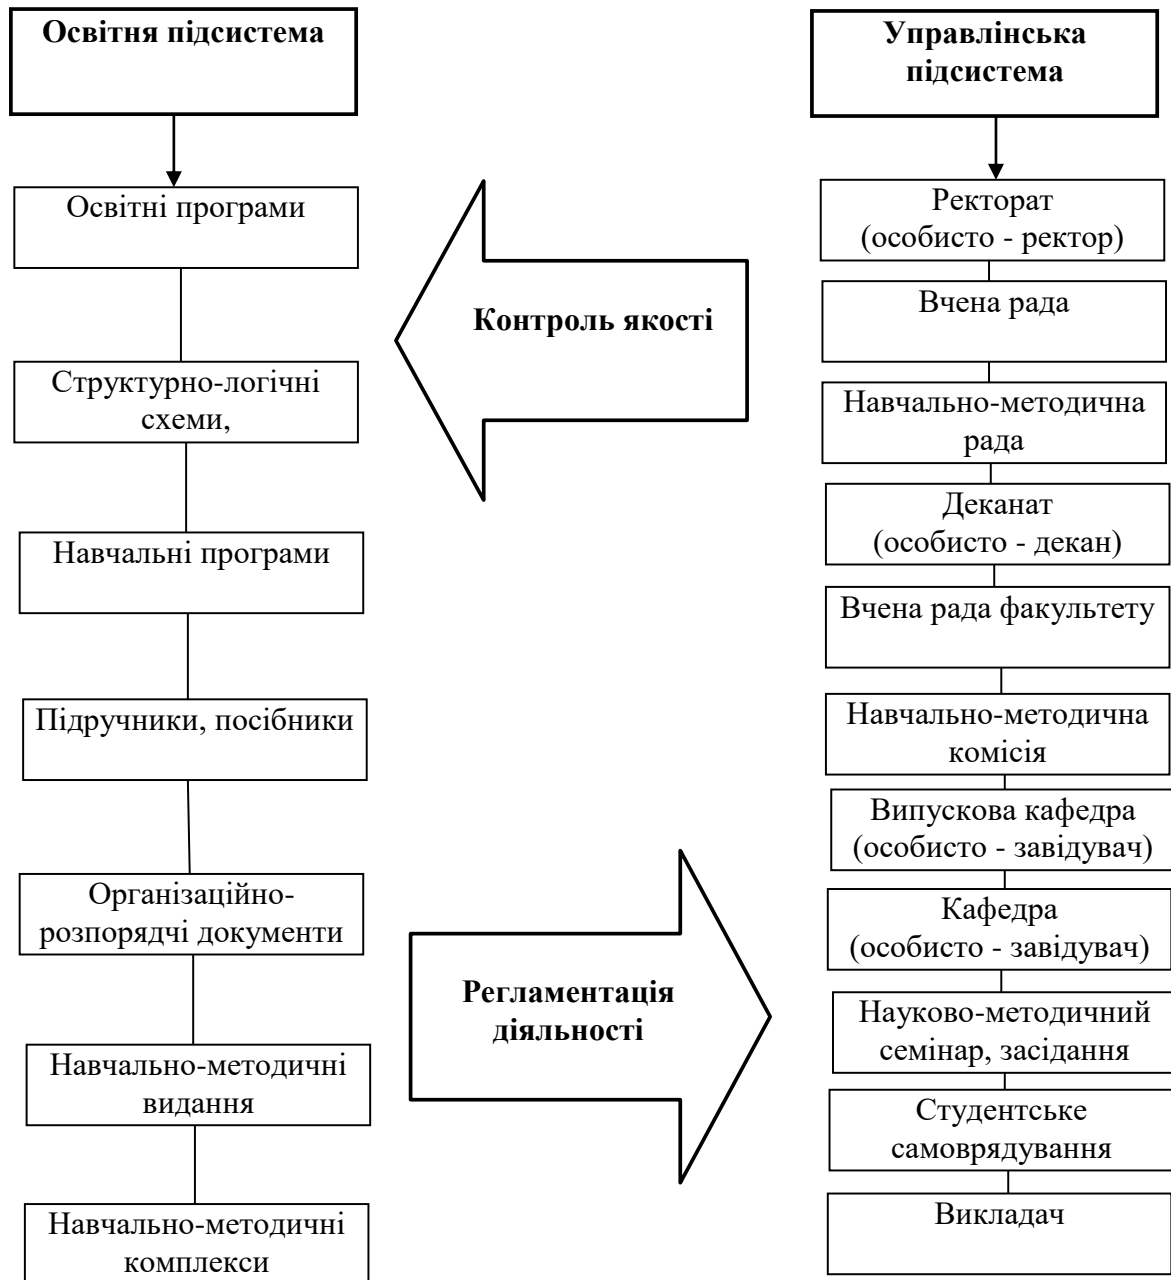 Освітня підсистема
Освітні програми
Структурно-логічні
схеми,
Навчальні програми
Підручники, посібники
Організаційно-
розпорядчі документи
Навчально-методичні
видання
Навчально-методичні
комплекси
Контроль якості
Регламентація
діяльності
Управлінська
підсистема
Ректорат
(особисто - ректор)
Вчена рада
Навчально-методична
рада
Деканат
(особисто - декан)
Вчена рада факультету
Навчально-методична
комісія
Випускова кафедра
(особисто - завідувач)
Кафедра
(особисто - завідувач)
Науково-методичний
семінар, засідання
Студентське
самоврядування
Викладач